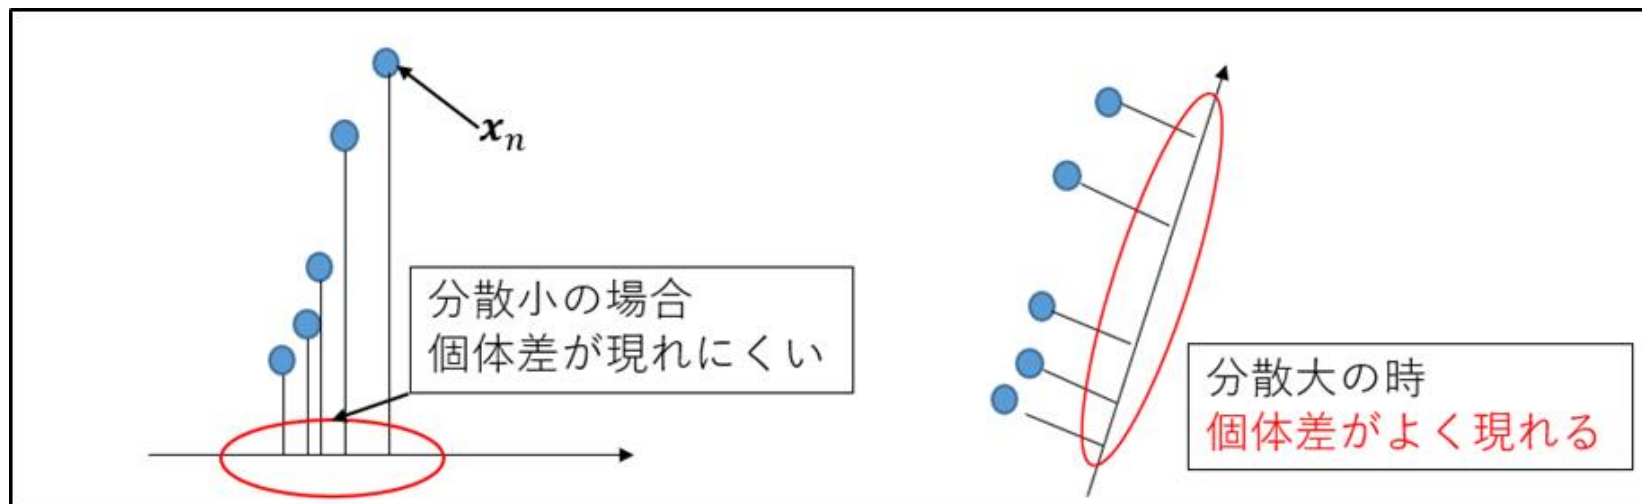 𝒙ₙ
分散小の場合
個体差が現れにくい
分散大の時
個体差がよく現れる